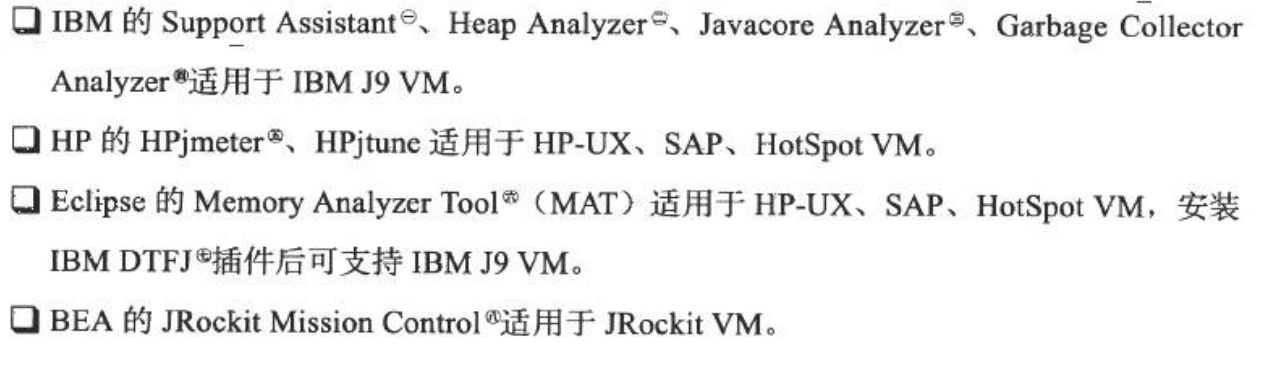 ❑ IBM 的 Support Assistant㊀、Heap Analyzer㊁、Javacore Analyzer㊂、Garbage Collector
Analyzer㊃适用于 IBM J9 VM。
❑ HP 的 HPjmeter㊄、HPjtune 适用于 HP-UX、SAP、HotSpot VM。
❑ Eclipse 的 Memory Analyzer Tool㊅（MAT）适用于 HP-UX、SAP、HotSpot VM，安装
IBM DTFJ㊆插件后可支持 IBM J9 VM。
❑ BEA 的 JRockit Mission Control㊇适用于 JRockit VM。